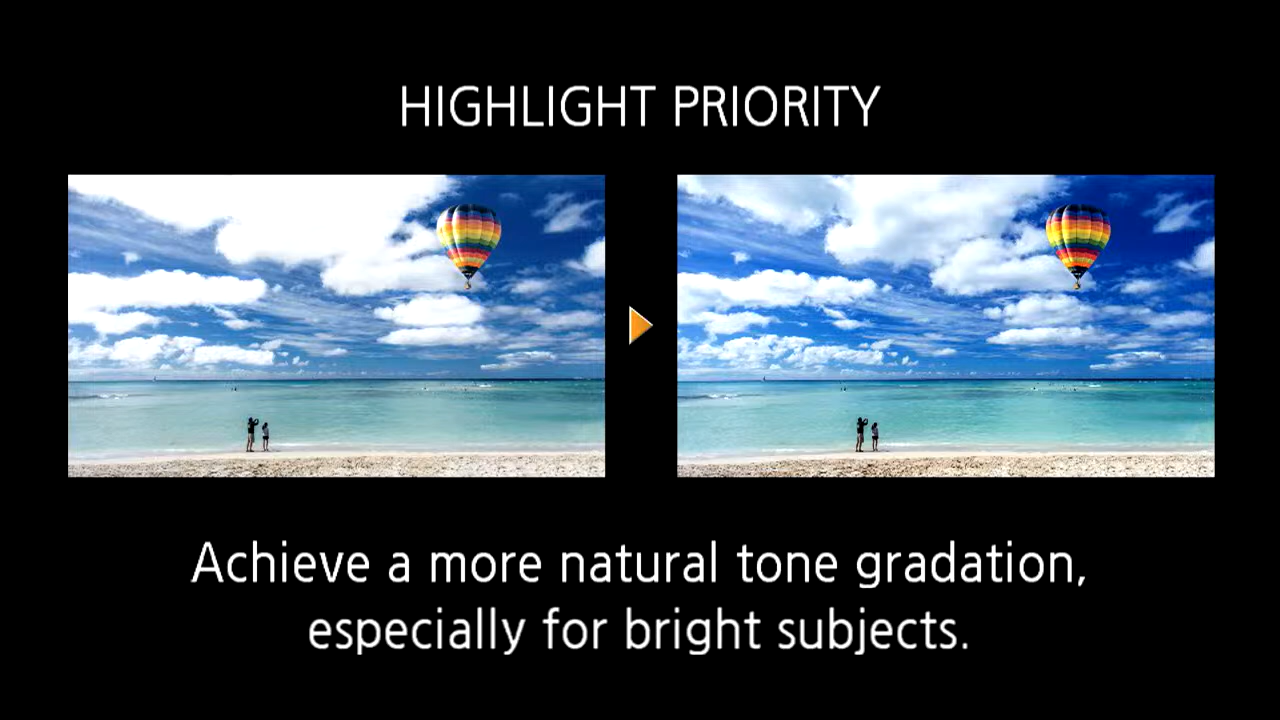 HIGHLIGHT PRIORITY
Achieve a more natural tone gradation,
especially for bright subjects.